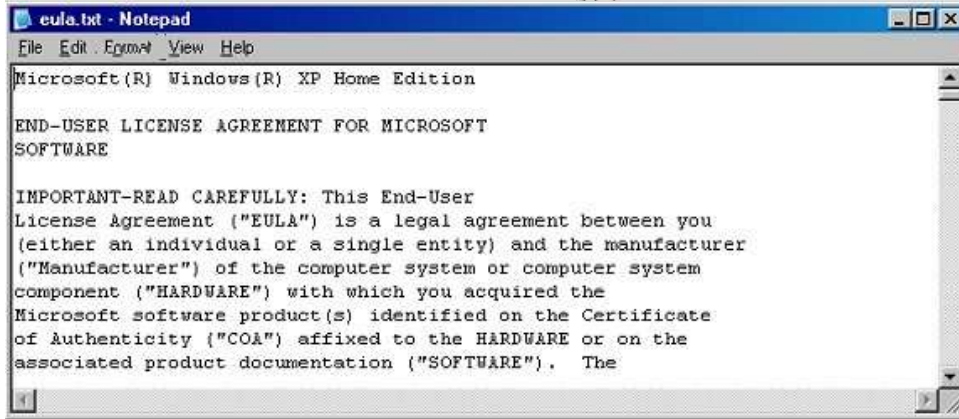 eula.txt - Notepad
File Edit Format View Help
Microsoft(R) Windows(R) XP Home Edition
END-USER LICENSE AGREEMENT FOR MICROSOFT
SOFTWARE
IMPORTANT-READ CAREFULLY: This End-User
License Agreement ("EULA") is a legal agreement between you
(either an individual or a single entity) and the manufacturer
("Manufacturer") of the computer system or computer system
component ("HARDWARE") with which you acquired the
Microsoft software product(s) identified on the Certificate
of Authenticity ("COA") affixed to the HARDWARE or on the
associated product documentation ("SOFTWARE").  The